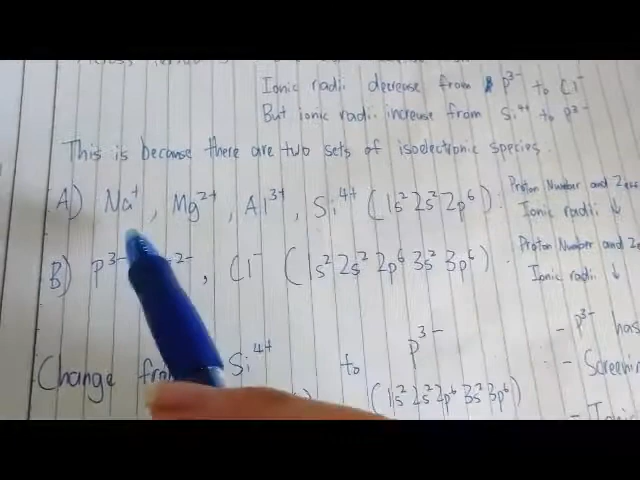 Ionic radii decrease from P³⁻ to Cl⁻
But ionic radii increase from Si⁴⁺ to P³⁻
This is because there are two sets of isoelectronic species.
A) Na⁺, Mg²⁺, Al³⁺, Si⁴⁺ (1s² 2s² 2p⁶): Proton Number and Zeff
Ionic radii ↓
B) P³⁻ ²⁻, Cl⁻ (1s² 2s² 2p⁶ 3s² 3p⁶). Proton Number and
Ionic radii ↓
Change Si⁴⁺ to P³⁻ - P³⁻ has
(1s² 2s² 2p⁶ 3s² 3p⁶) -